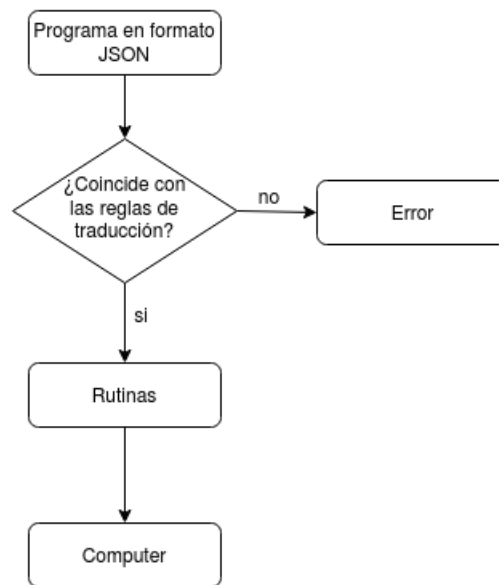 Programa en formato
JSON
¿Coincide con
las reglas de
traducción?
no
Error
si
Rutinas
Computer